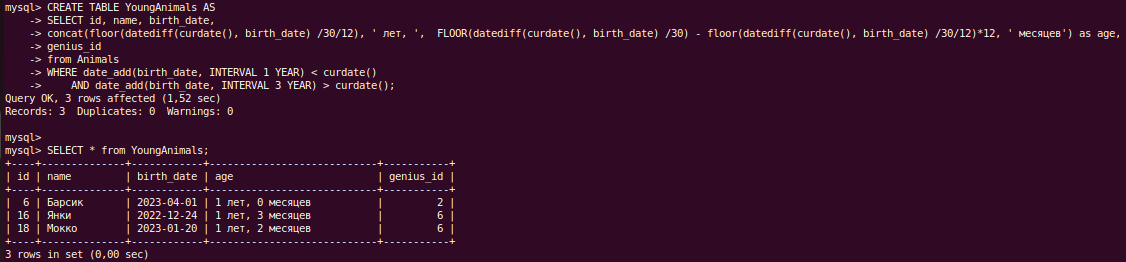 mysql> CREATE TABLE YoungAnimals AS
    -> SELECT id, name, birth_date,
    -> concat(floor(datediff(curdate(), birth_date) /30/12), ' лет, ',  FLOOR(datediff(curdate(), birth_date) /30) - floor(datediff(curdate(), birth_date) /30/12)*12, ' месяцев') as age,
    -> genius_id
    -> from Animals
    -> WHERE date_add(birth_date, INTERVAL 1 YEAR) < curdate()
    ->     AND date_add(birth_date, INTERVAL 3 YEAR) > curdate();
Query OK, 3 rows affected (1,52 sec)
Records: 3  Duplicates: 0  Warnings: 0

mysql>
mysql> SELECT * from YoungAnimals;
+----+--------------+------------+----------------------------+-----------+
| id | name         | birth_date | age                        | genius_id |
+----+--------------+------------+----------------------------+-----------+
|  6 | Барсик       | 2023-04-01 | 1 лет, 0 месяцев           |         2 |
| 16 | Янки         | 2022-12-24 | 1 лет, 3 месяцев           |         6 |
| 18 | Мокко        | 2023-01-20 | 1 лет, 2 месяцев           |         6 |
+----+--------------+------------+----------------------------+-----------+
3 rows in set (0,00 sec)